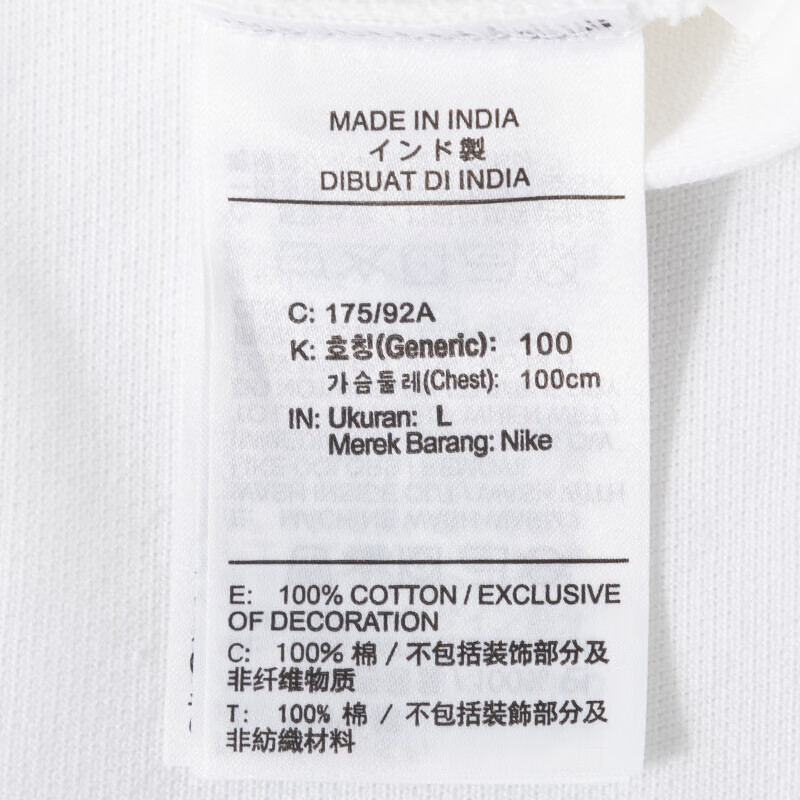 MADE IN INDIA
インド製
DIBUAT DI INDIA
C: 175/92A
K: 호칭(Generic): 100
가슴둘레(Chest): 100cm
IN: Ukuran: L
Merek Barang: Nike
E: 100% COTTON / EXCLUSIVE
OF DECORATION
C: 100% 棉 / 不包括装饰部分及
非纤维物质
T: 100% 棉 / 不包括裝飾部分及
非紡織材料